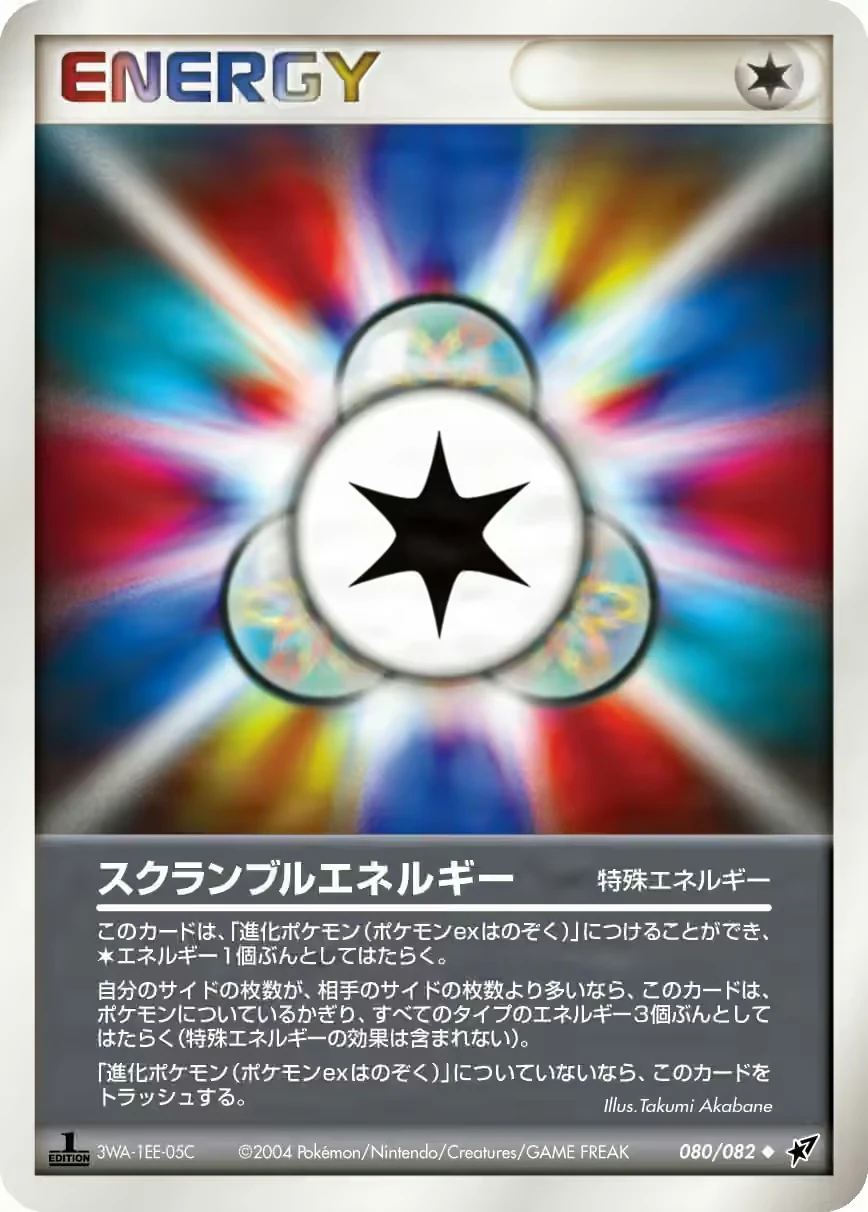 ENERGY
スクランブルエネルギー 特殊エネルギー
このカードは、「進化ポケモン(ポケモンexはのぞく)」につけることができ、
✶エネルギー1個ぶんとしてはたらく。
自分のサイドの枚数が、相手のサイドの枚数より多いなら、このカードは、
ポケモンについているかぎり、すべてのタイプのエネルギー3個ぶんとして
はたらく(特殊エネルギーの効果は含まれない)。
「進化ポケモン(ポケモンexはのぞく)」についていないなら、このカードを
トラッシュする。
Illus. Takumi Akabane
1 EDITION 3WA-1EE-05C ©2004 Pokémon/Nintendo/Creatures/GAME FREAK 080/082 ◆